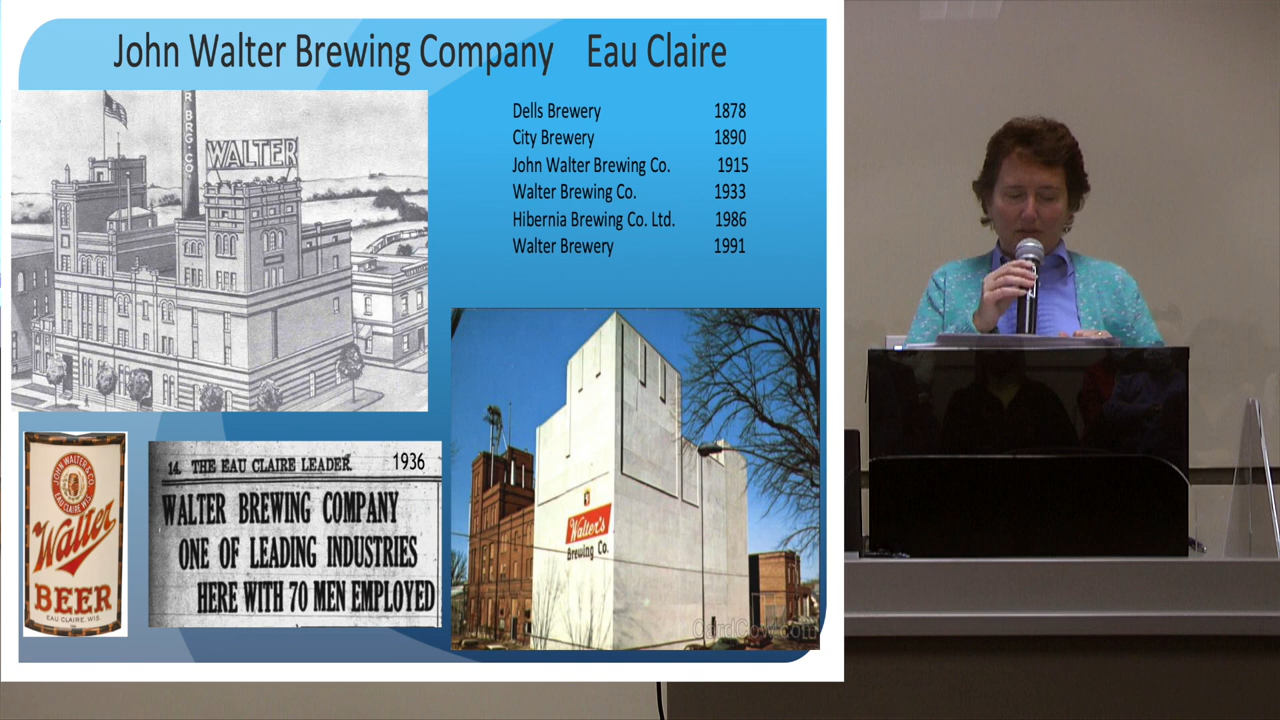 John Walter Brewing Company Eau Claire
Dells Brewery 1878
City Brewery 1890
John Walter Brewing Co. 1915
Walter Brewing Co. 1933
Hibernia Brewing Co. Ltd. 1986
Walter Brewery 1991
R BRG. CO.
WALTER
JOHN WALTER & CO.
EAU CLAIRE WIS.
Walter
BEER
EAU CLAIRE, WIS.
14. THE EAU CLAIRE LEADER 1936
WALTER BREWING COMPANY
ONE OF LEADING INDUSTRIES
HERE WITH 70 MEN EMPLOYED
Walter's
Brewing Co.
CardCow.com